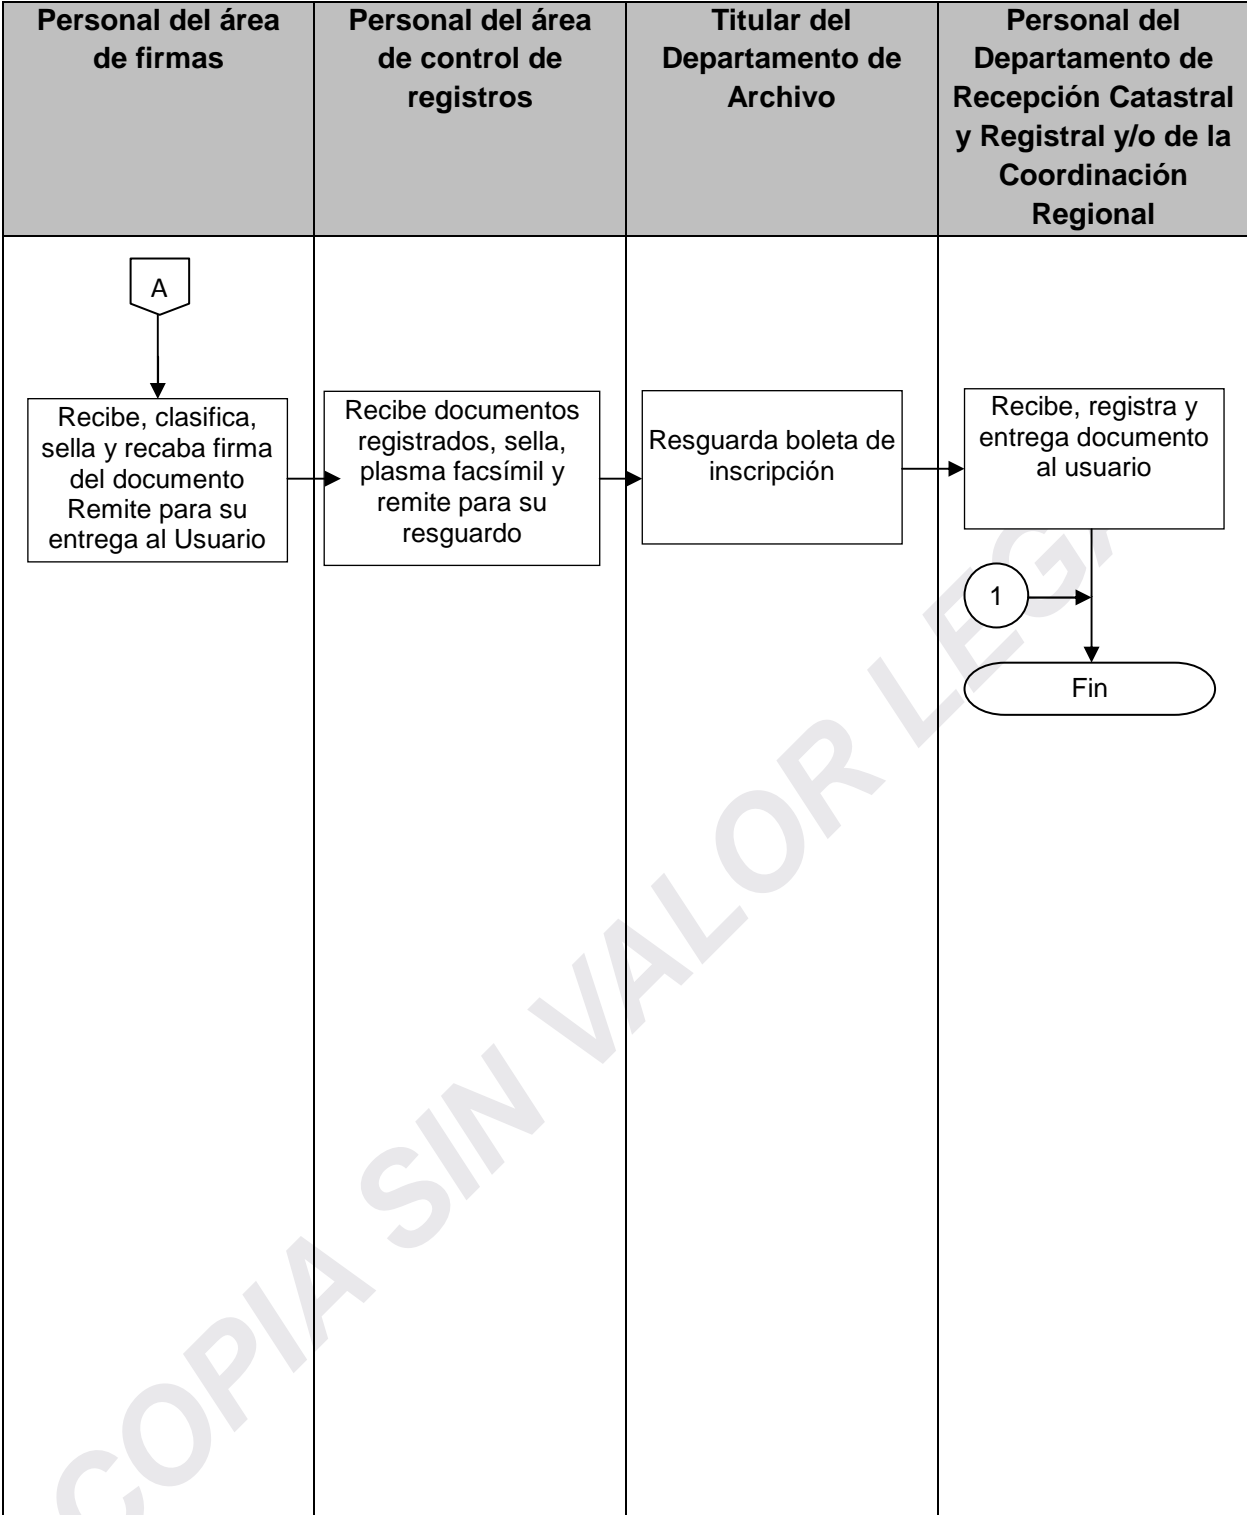 Personal del área
de firmas
Personal del área
de control de
registros
Titular del
Departamento de
Archivo
Personal del
Departamento de
Recepción Catastral
y Registral y/o de la
Coordinación
Regional
A
Recibe, clasifica,
sella y recaba firma
del documento
Remite para su
entrega al Usuario
Recibe documentos
registrados, sella,
plasma facsímil y
remite para su
resguardo
Resguarda boleta de
inscripción
Recibe, registra y
entrega documento
al usuario
1
Fin
COPIA SIN VALOR LEGA